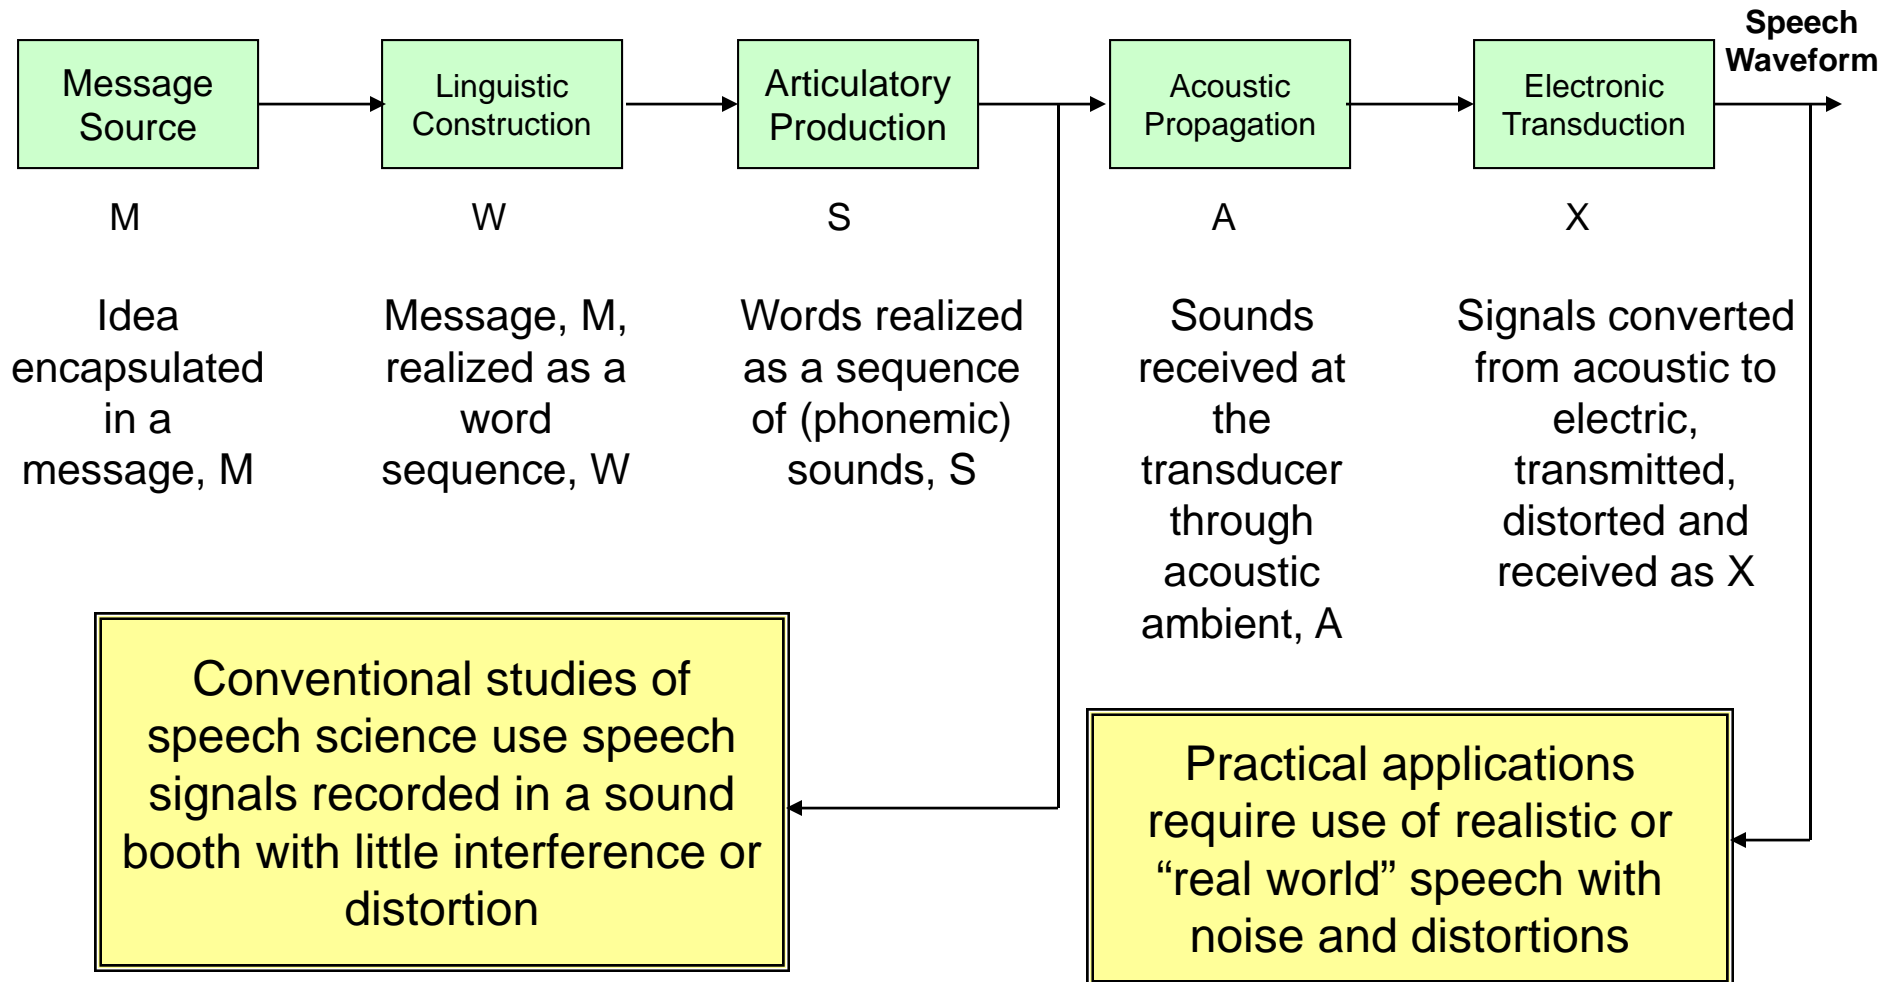 Speech
Waveform
Message
Source
Linguistic
Construction
Articulatory
Production
Acoustic
Propagation
Electronic
Transduction
M
W
S
A
X
Idea
encapsulated
in a
message, M
Message, M,
realized as a
word
sequence, W
Words realized
as a sequence
of (phonemic)
sounds, S
Sounds
received at
the
transducer
through
acoustic
ambient, A
Signals converted
from acoustic to
electric,
transmitted,
distorted and
received as X
Conventional studies of
speech science use speech
signals recorded in a sound
booth with little interference or
distortion
Practical applications
require use of realistic or
“real world” speech with
noise and distortions